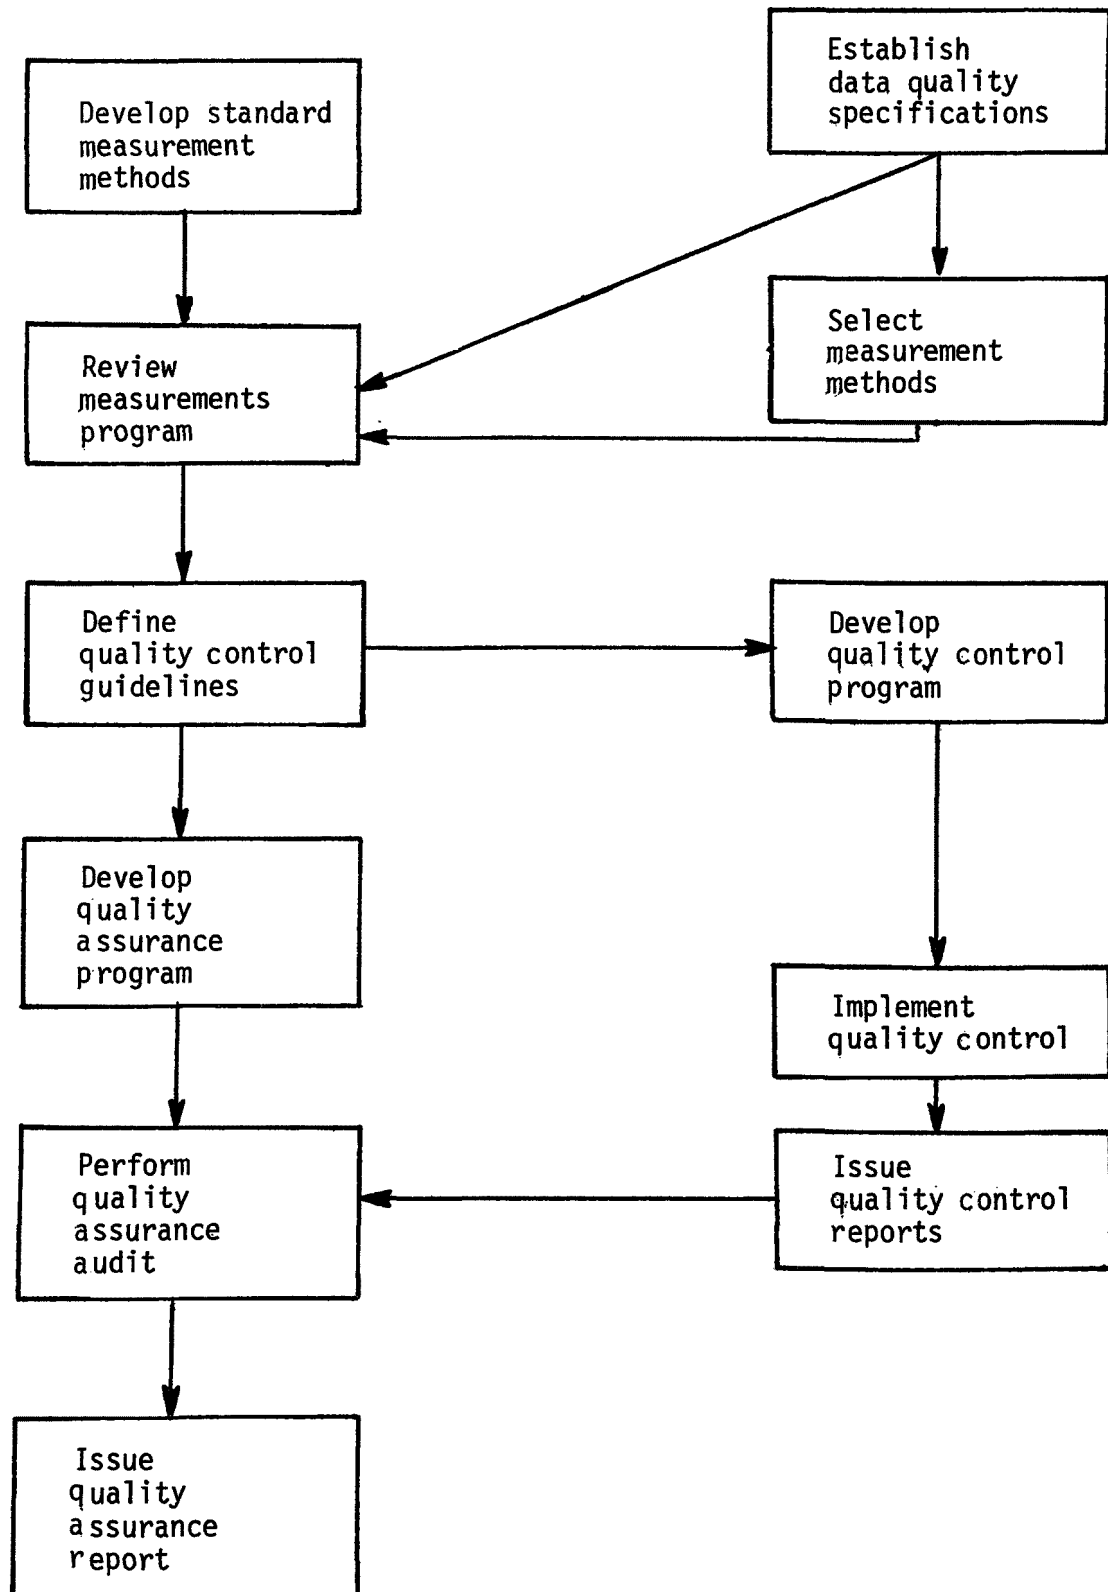 Develop standard
measurement
methods
Establish
data quality
specifications
Review
measurements
program
Select
measurement
methods
Define
quality control
guidelines
Develop
quality control
program
Develop
quality
assurance
program
Implement
quality control
Perform
quality
assurance
audit
Issue
quality control
reports
Issue
quality
assurance
report